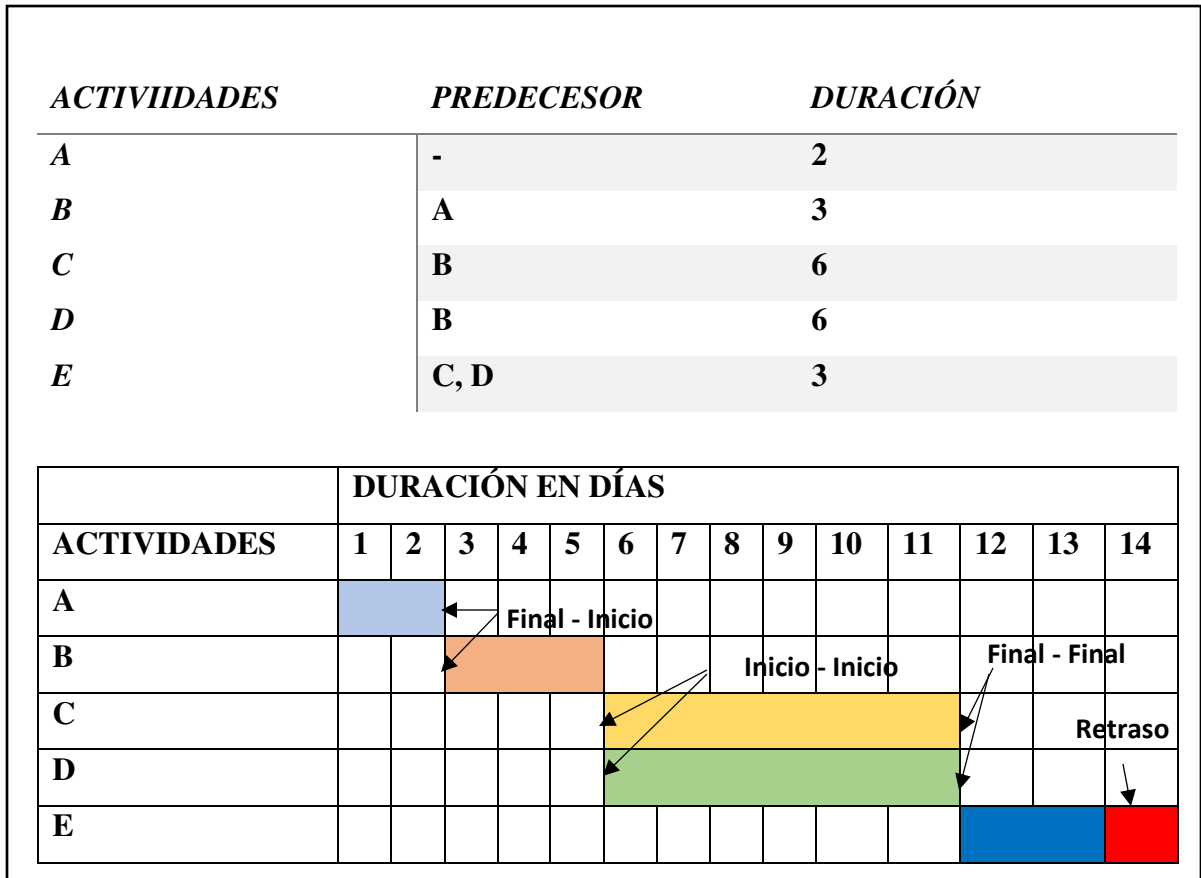 ACTIVIIDADES PREDECESOR DURACIÓN
A - 2
B A 3
C B 6
D B 6
E C, D 3
DURACIÓN EN DÍAS
ACTIVIDADES 1 2 3 4 5 6 7 8 9 10 11 12 13 14
A
Final - Inicio
B
Inicio - Inicio
Final - Final
C
Retraso
D
E